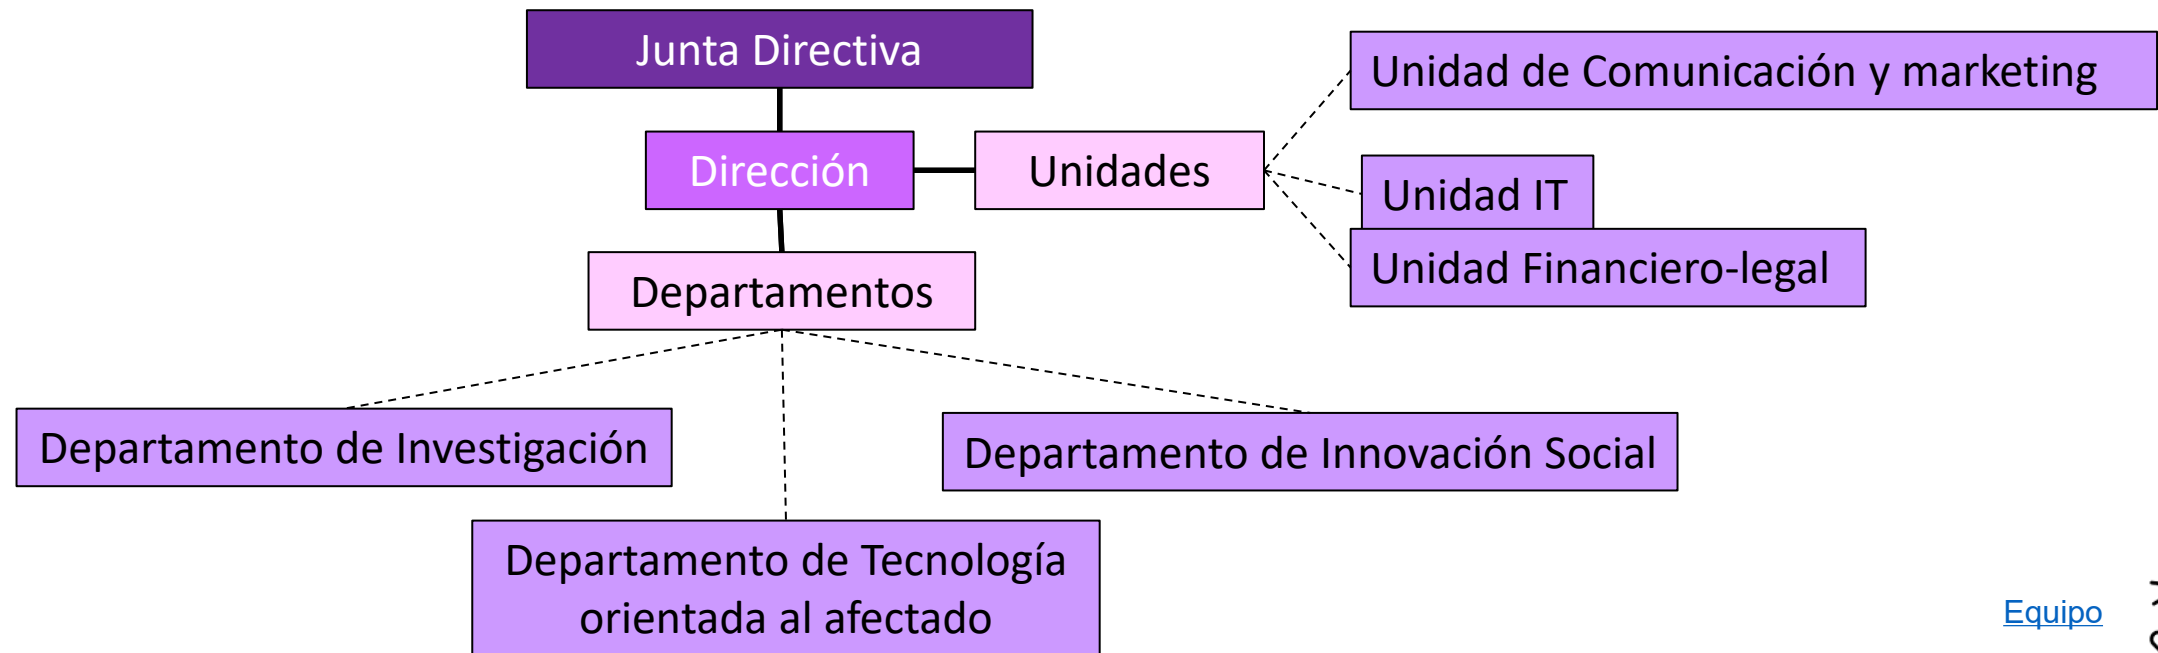 Junta Directiva
Unidad de Comunicación y marketing
Dirección
Unidades
Unidad IT
Unidad Financiero-legal
Departamentos
Departamento de Investigación
Departamento de Innovación Social
Departamento de Tecnología
orientada al afectado
Equipo